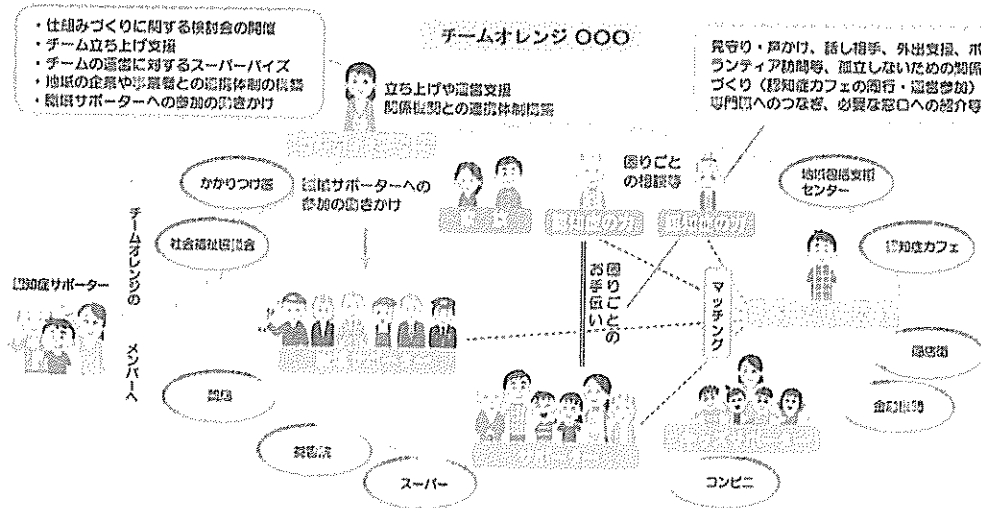 ・仕組みづくりに関する検討会の開催
・チーム立ち上げ支援
・チームの運営に対するスーパーバイズ
・地域の企業や事業者との連携体制の構築
・職域サポーターへの参加の働きかけ
チームオレンジ 〇〇〇
立ち上げや運営支援
関係機関との連携体制構築
見守り・声かけ、話し相手、外出支援、ボ
ランティア訪問等、孤立しないための関係
づくり（認知症カフェの同行・運営参加）
専門職へのつなぎ、必要な窓口への紹介等
かかりつけ医
職域サポーターへの
参加の働きかけ
家 族
認知症の方
困りごと
の相談等
認知症の方
地域包括支援
センター
社会福祉協議会
チームオレンジの
メンバーへ
認知症サポーター
困りごとの
お手伝い
マッチング
認知症カフェ
商店街
金融機関
薬局
美容院
スーパー
コンビニ